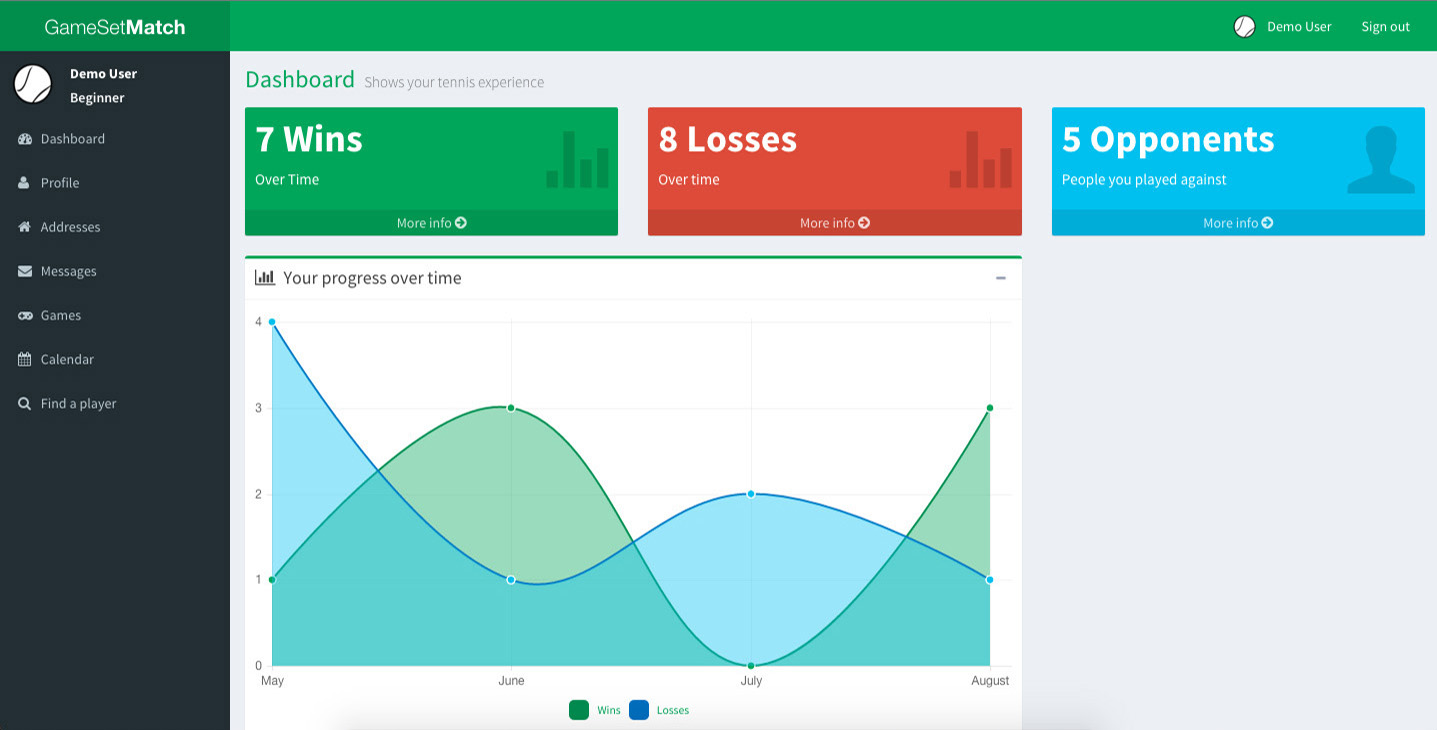 GameSetMatch
Demo User
Sign out
Demo User
Beginner
Dashboard
Profile
Addresses
Messages
Games
Calendar
Find a player
Dashboard Shows your tennis experience
7 Wins
Over Time
More info
8 Losses
Over time
More info
5 Opponents
People you played against
More info
Your progress over time
4
3
2
1
0
May June July August
Wins Losses